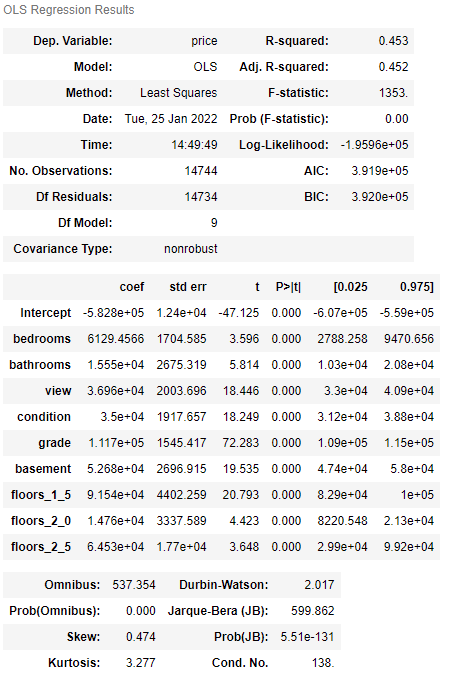 OLS Regression Results
Dep. Variable: price R-squared: 0.453
Model: OLS Adj. R-squared: 0.452
Method: Least Squares F-statistic: 1353.
Date: Tue, 25 Jan 2022 Prob (F-statistic): 0.00
Time: 14:49:49 Log-Likelihood: -1.9596e+05
No. Observations: 14744 AIC: 3.919e+05
Df Residuals: 14734 BIC: 3.920e+05
Df Model: 9
Covariance Type: nonrobust
coef std err t P>|t| [0.025 0.975]
Intercept -5.828e+05 1.24e+04 -47.125 0.000 -6.07e+05 -5.59e+05
bedrooms 6129.4566 1704.585 3.596 0.000 2788.258 9470.656
bathrooms 1.555e+04 2675.319 5.814 0.000 1.03e+04 2.08e+04
view 3.696e+04 2003.696 18.446 0.000 3.3e+04 4.09e+04
condition 3.5e+04 1917.657 18.249 0.000 3.12e+04 3.88e+04
grade 1.117e+05 1545.417 72.283 0.000 1.09e+05 1.15e+05
basement 5.268e+04 2696.915 19.535 0.000 4.74e+04 5.8e+04
floors_1_5 9.154e+04 4402.259 20.793 0.000 8.29e+04 1e+05
floors_2_0 1.476e+04 3337.589 4.423 0.000 8220.548 2.13e+04
floors_2_5 6.453e+04 1.77e+04 3.648 0.000 2.99e+04 9.92e+04
Omnibus: 537.354 Durbin-Watson: 2.017
Prob(Omnibus): 0.000 Jarque-Bera (JB): 599.862
Skew: 0.474 Prob(JB): 5.51e-131
Kurtosis: 3.277 Cond. No. 138.